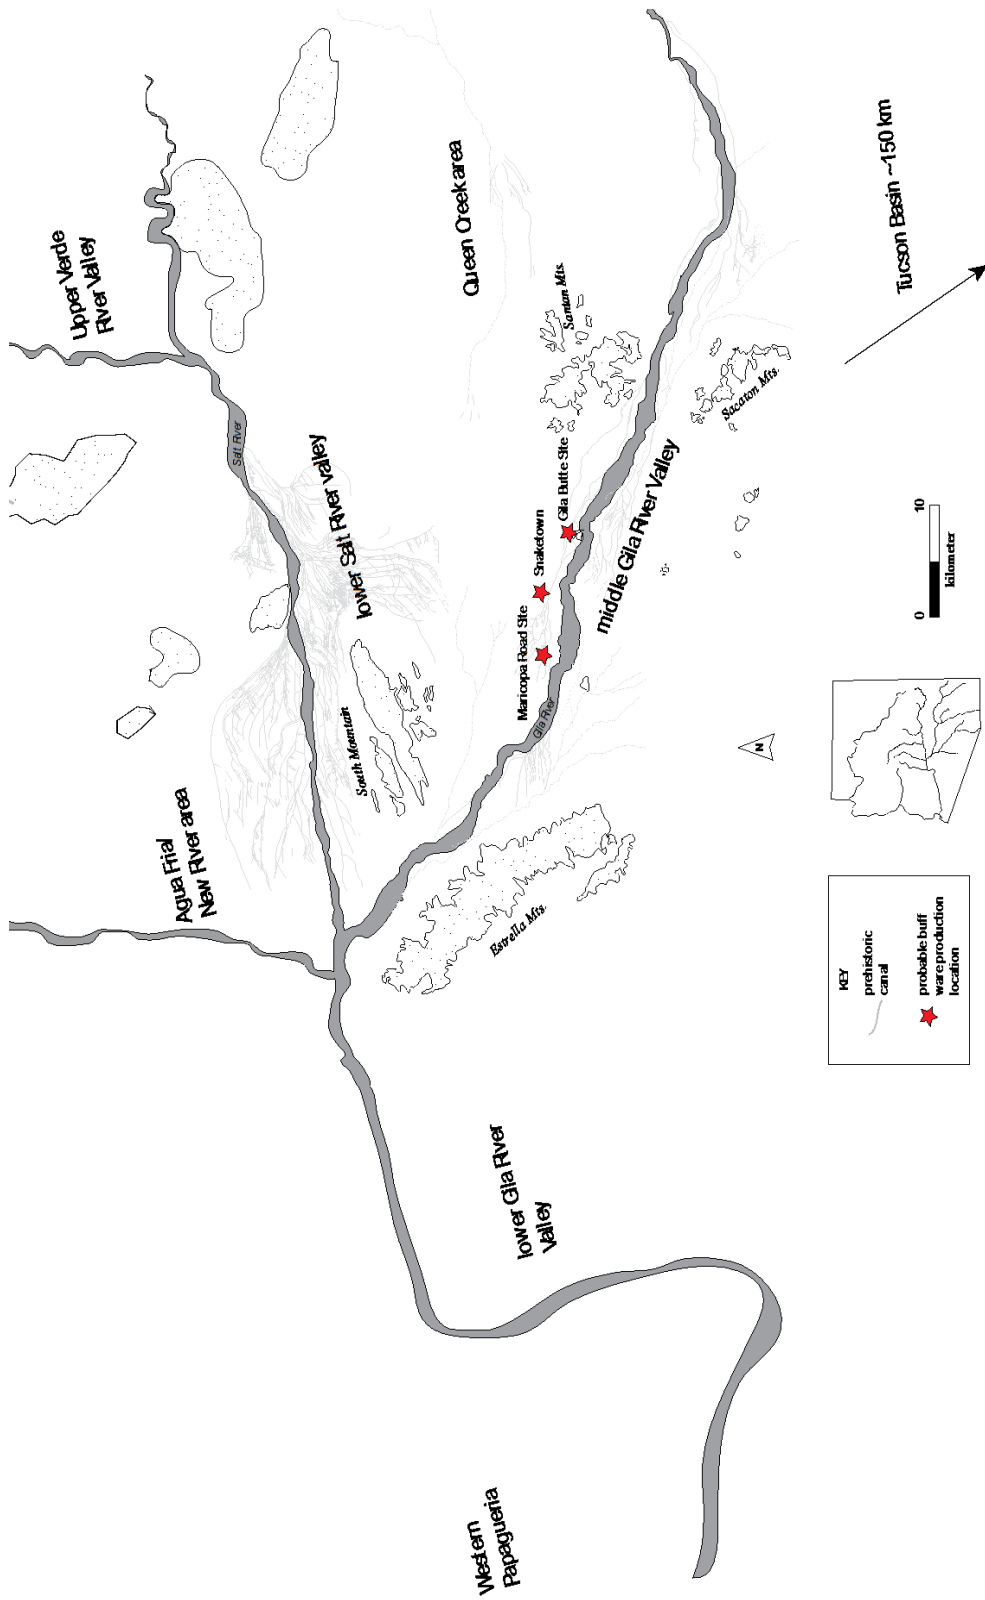 Upper Verde
River Valley
Salt River
lower Salt River valley
Queen Creek area
Santan Mts.
Tucson Basin ~150 km
Sacaton Mts.
Gila Butte Site
Snaketown
Maricopa Road Site
middle Gila River Valley
Gila River
South Mountain
Agua Fria/
New River area
Estrella Mts.
lower Gila River
Valley
Western
Papagueria
0 10
kilometer
N
KEY
prehistoric
canal
probable buff
ware production
location